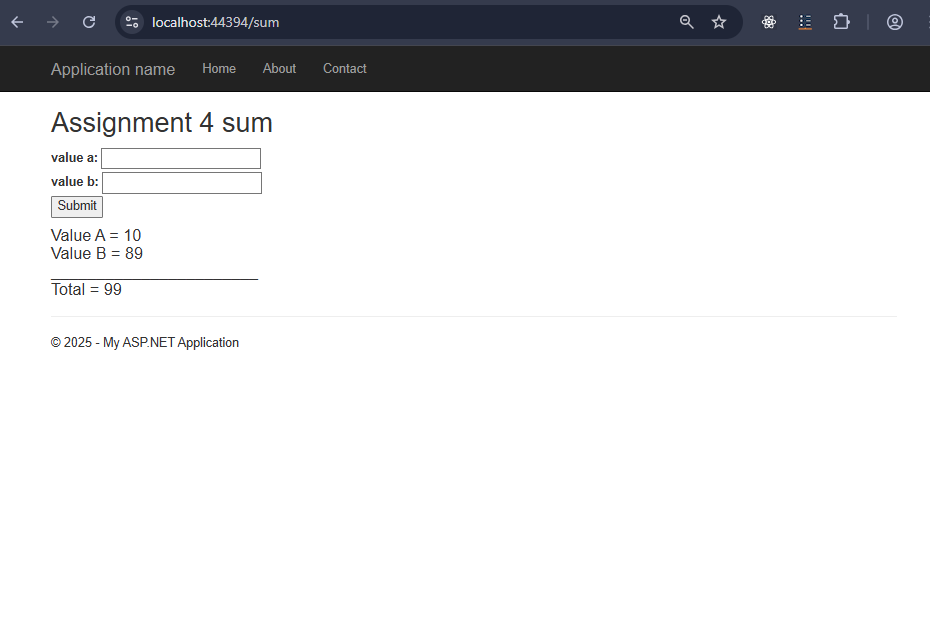 localhost:44394/sum
Application name Home About Contact
Assignment 4 sum
value a:
value b:
Submit
Value A = 10
Value B = 89
Total = 99
© 2025 - My ASP.NET Application